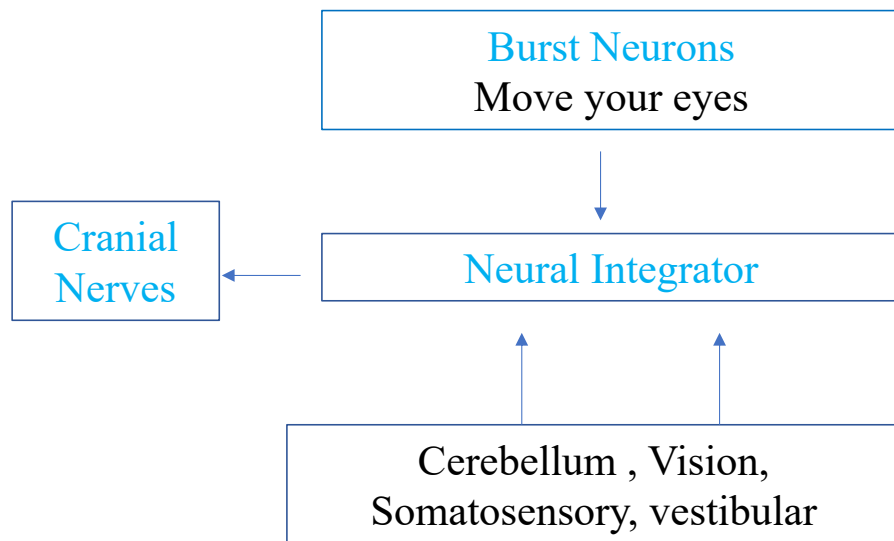 Burst Neurons
Move your eyes
Cranial
Nerves
Neural Integrator
Cerebellum , Vision,
Somatosensory, vestibular